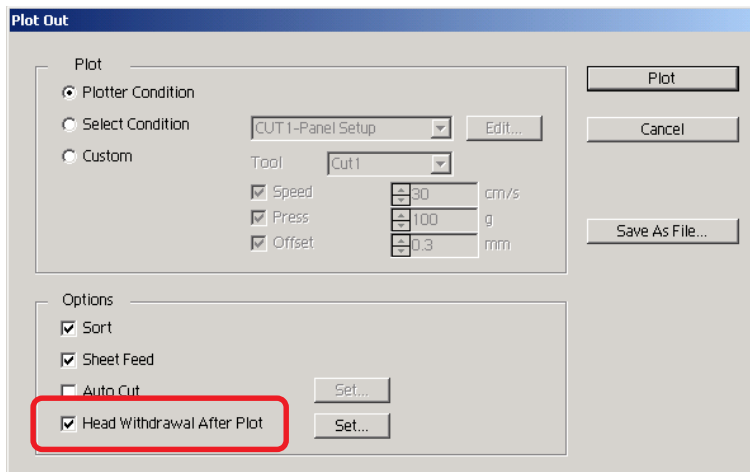 Plot Out
Plot
Plotter Condition
Select Condition CUT1-Panel Setup Edit...
Custom Tool Cut1
Speed 30 cm/s
Press 100 g
Offset 0.3 mm
Plot
Cancel
Save As File...
Options
Sort
Sheet Feed
Auto Cut Set...
Head Withdrawal After Plot Set...